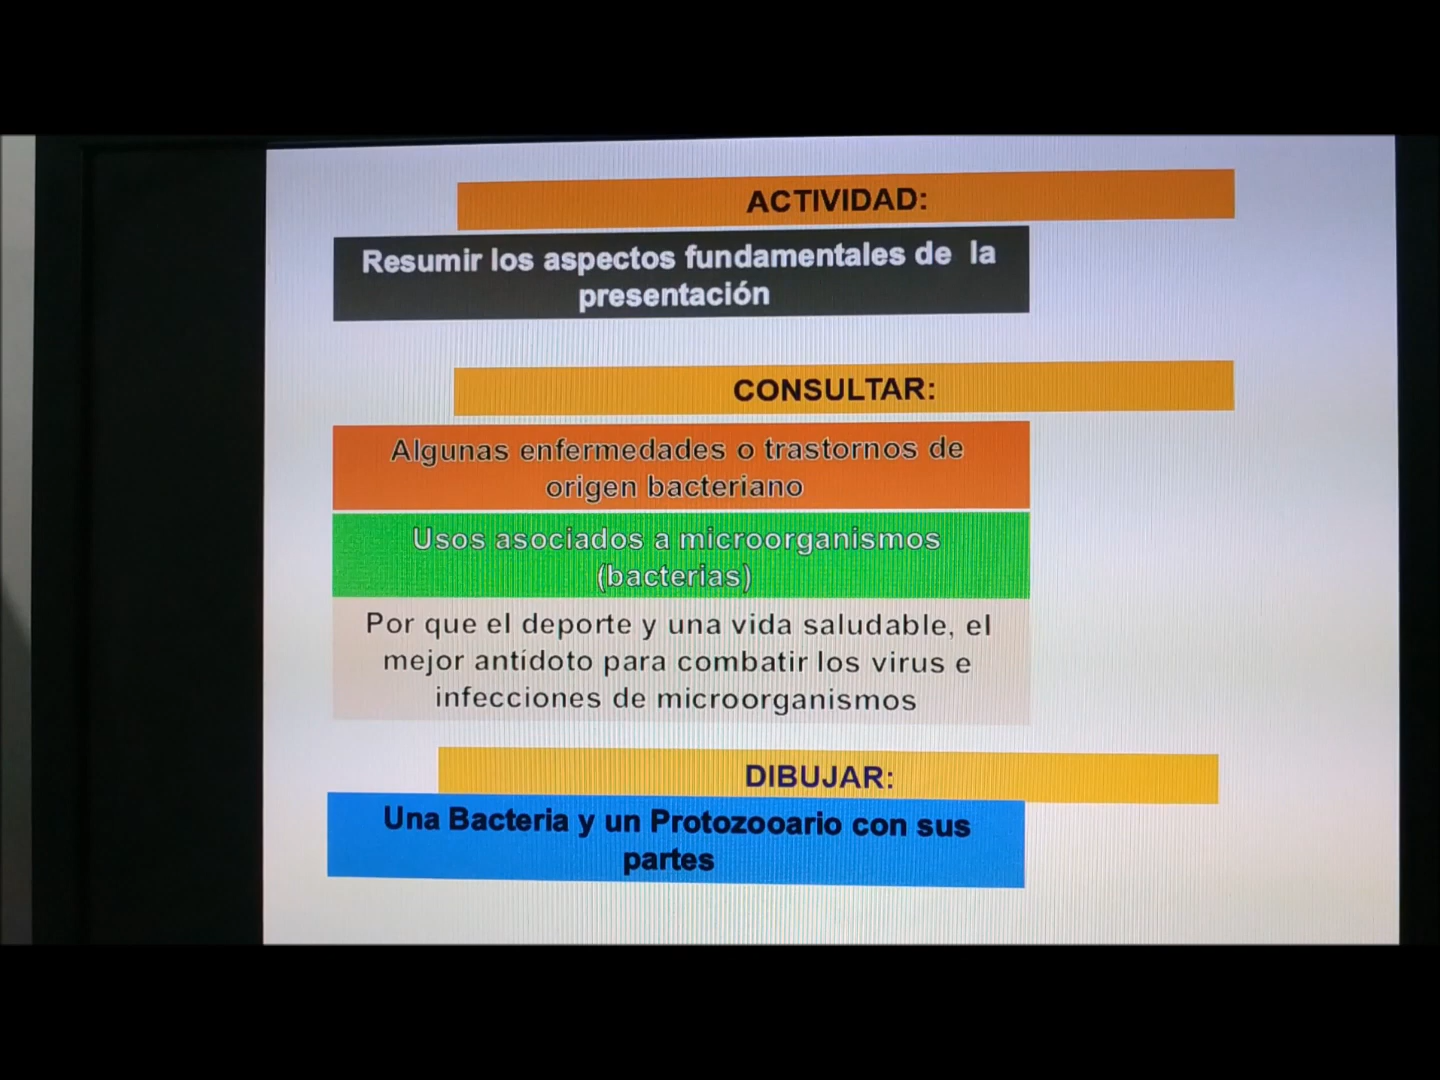 ACTIVIDAD:
Resumir los aspectos fundamentales de la
presentación
CONSULTAR:
Algunas enfermedades o trastornos de
origen bacteriano
Usos asociados a microorganismos
(bacterias)
Por que el deporte y una vida saludable, el
mejor antídoto para combatir los virus e
infecciones de microorganismos
DIBUJAR:
Una Bacteria y un Protozooario con sus
partes